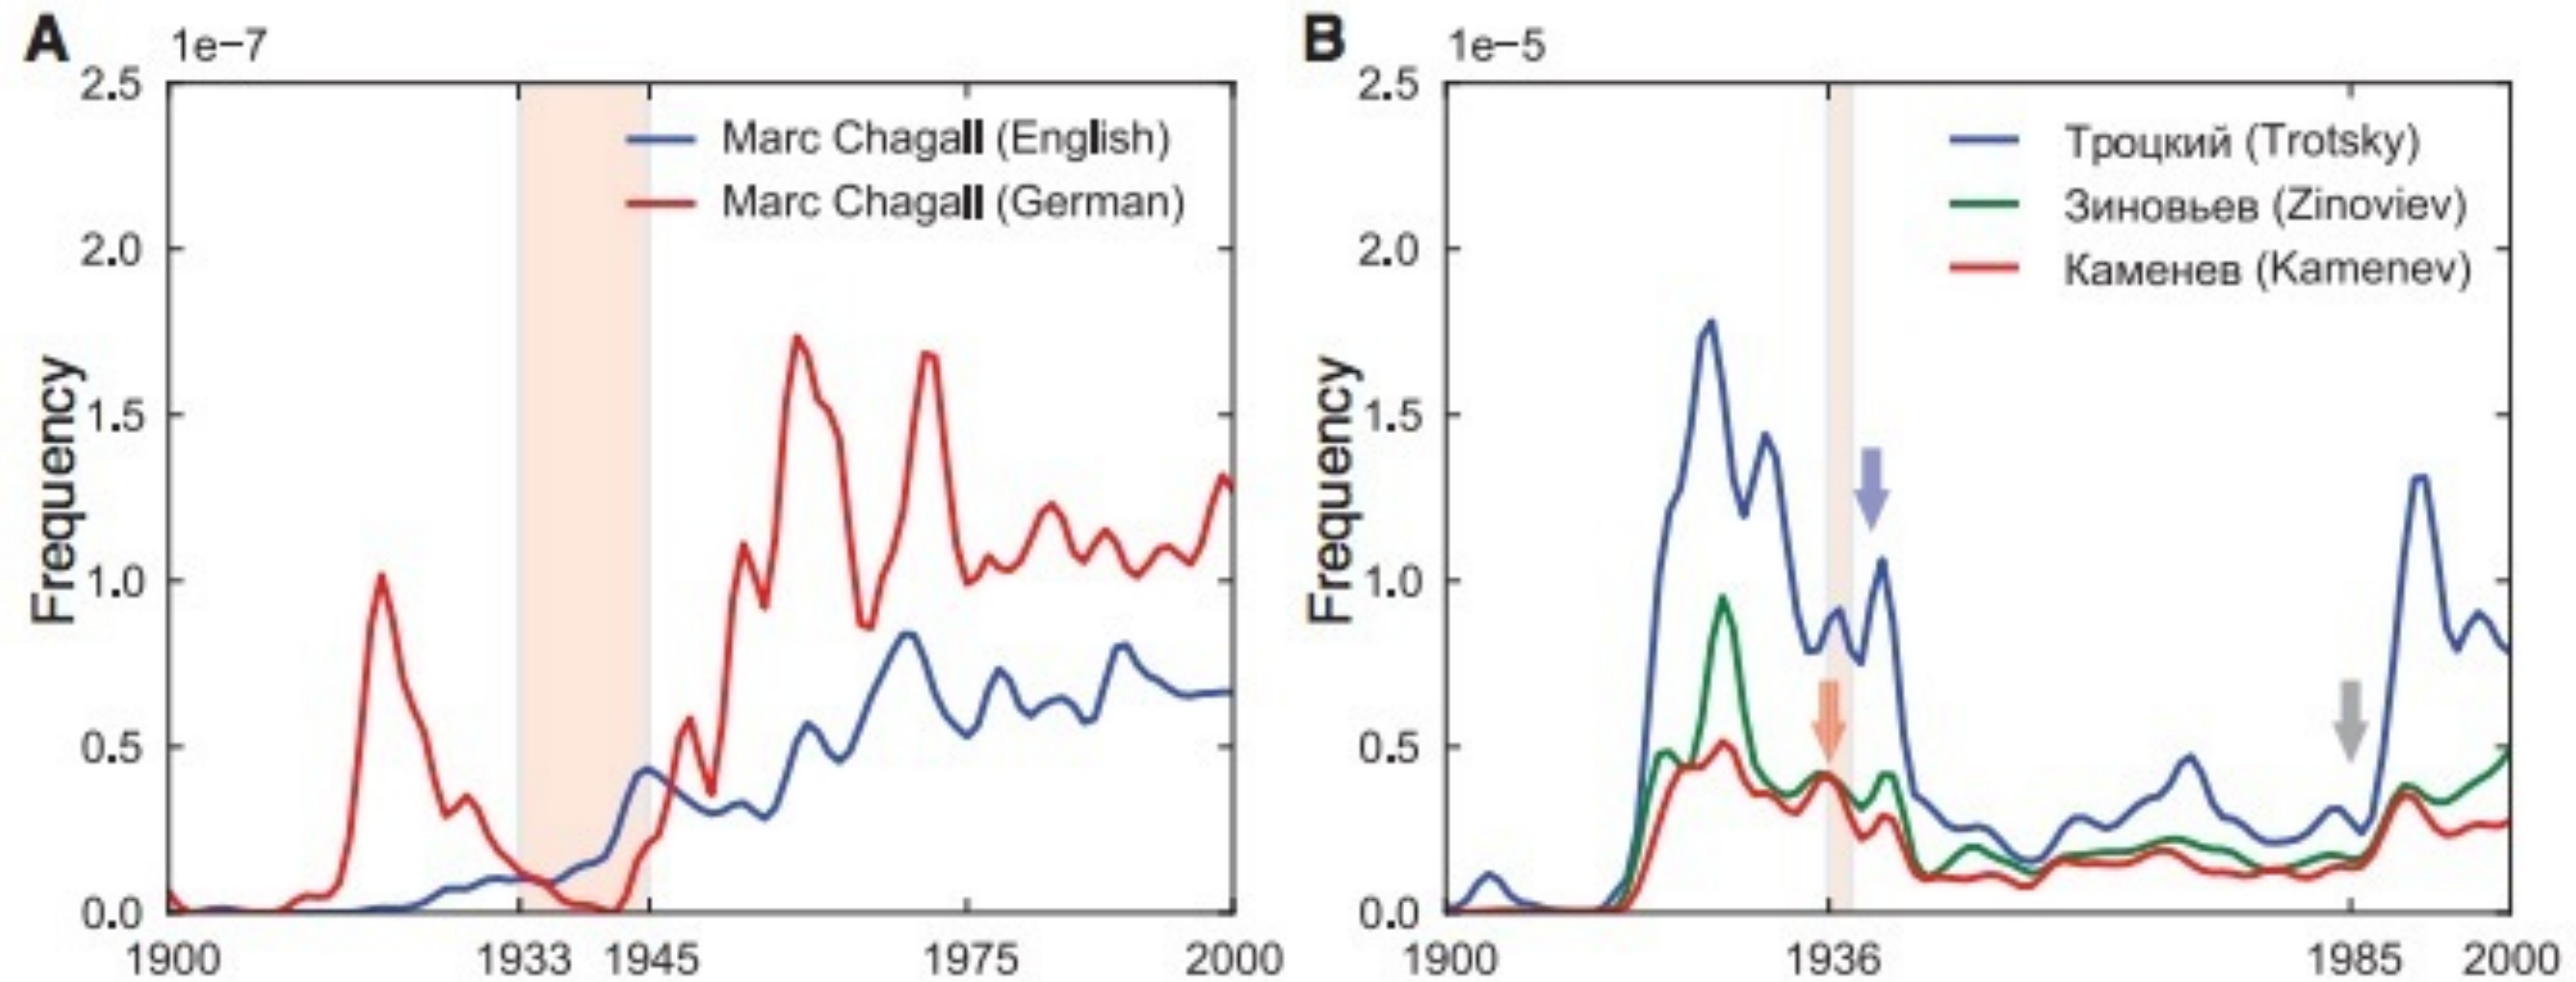 A
1e−7
2.5
2.0
1.5
1.0
0.5
0.0
Frequency
Marc Chagall (English)
Marc Chagall (German)
1900
1933
1945
1975
2000
B
1e−5
2.5
2.0
1.5
1.0
0.5
0.0
Frequency
Троцкий (Trotsky)
Зиновьев (Zinoviev)
Каменев (Kamenev)
1900
1936
1985
2000